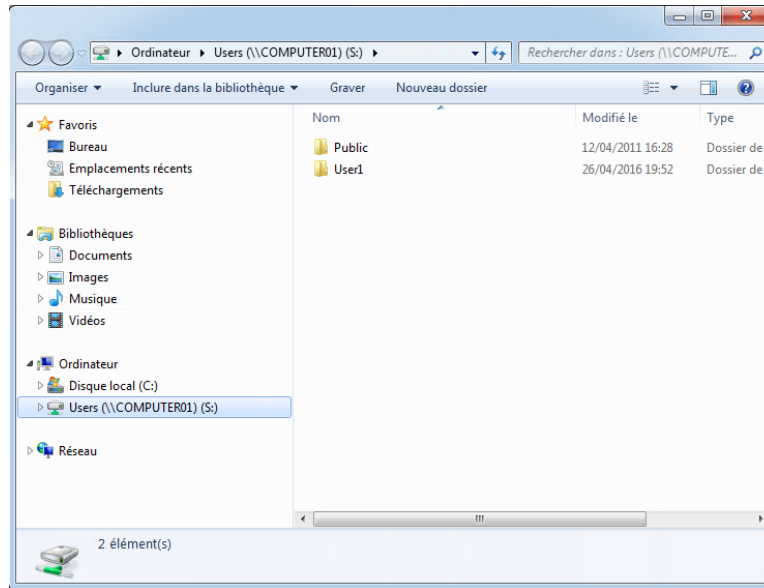 Ordinateur Users (\\COMPUTER01) (S:)
Rechercher dans : Users (\\COMPUTE...
Organiser Inclure dans la bibliothèque Graver Nouveau dossier
Favoris
Bureau
Emplacements récents
Téléchargements
Bibliothèques
Documents
Images
Musique
Vidéos
Ordinateur
Disque local (C:)
Users (\\COMPUTER01) (S:)
Réseau
Nom Modifié le Type
Public 12/04/2011 16:28 Dossier de
User1 26/04/2016 19:52 Dossier de
2 élément(s)